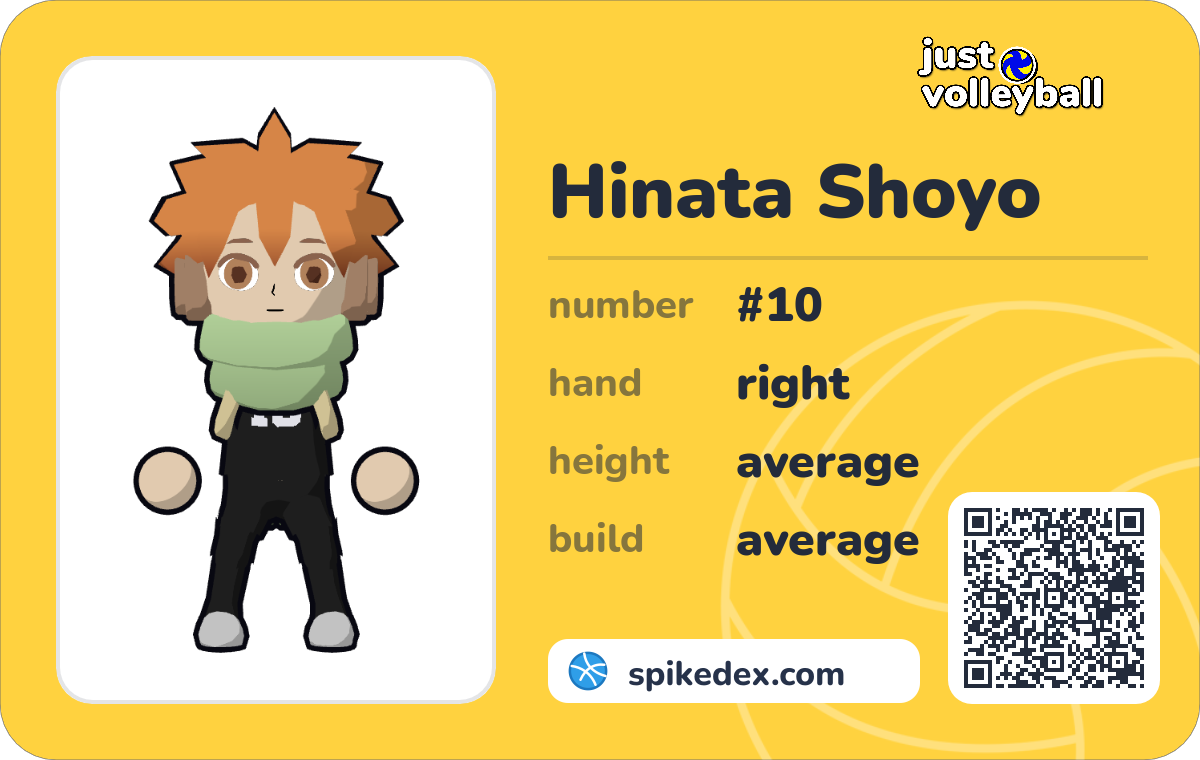 just
volleyball
Hinata Shoyo
number #10
hand right
height average
build average
spikedex.com